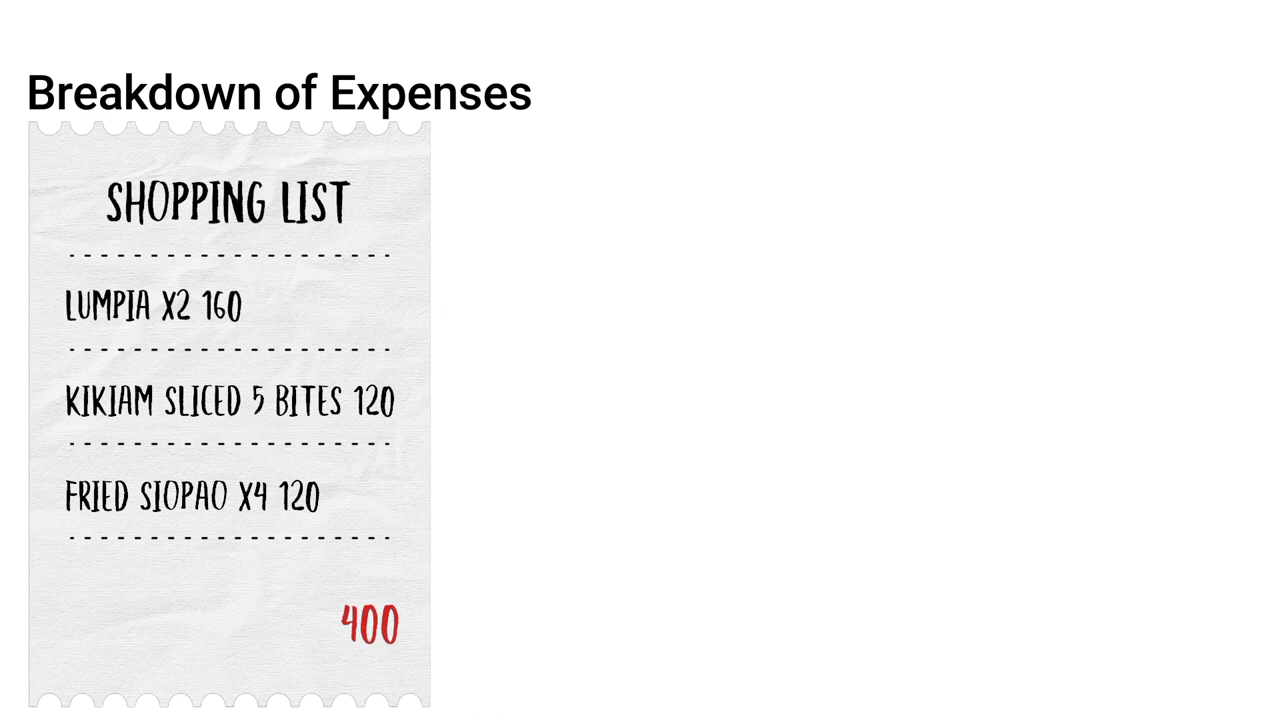 Breakdown of Expenses
SHOPPING LIST
LUMPIA X2 160
KIKIAM SLICED 5 BITES 120
FRIED SIOPAO X4 120
400